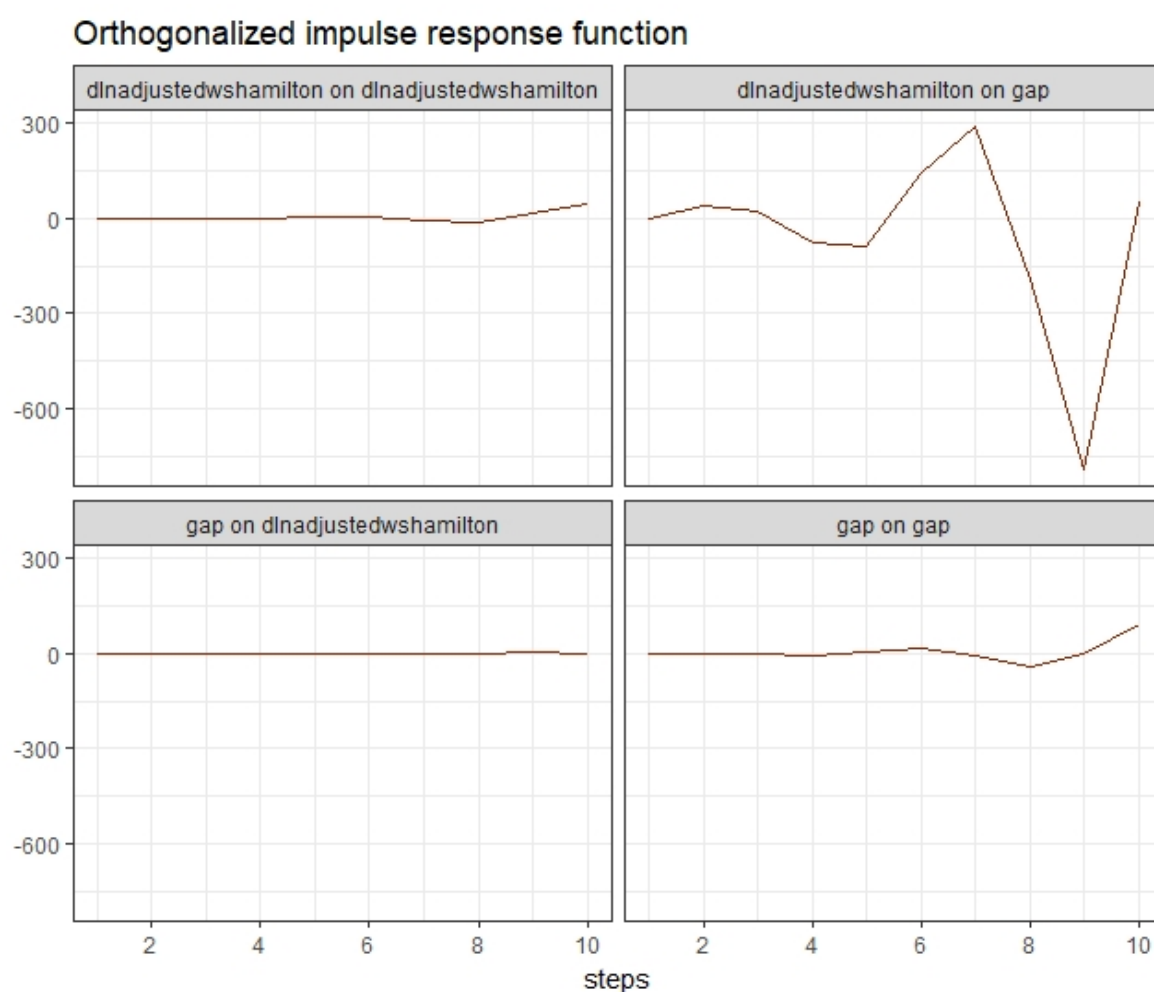 Orthogonalized impulse response function
dlnadjustedwshamilton on dlnadjustedwshamilton
dlnadjustedwshamilton on gap
300
0
-300
-600
gap on dlnadjustedwshamilton
gap on gap
300
0
-300
-600
2 4 6 8 10
2 4 6 8 10
steps